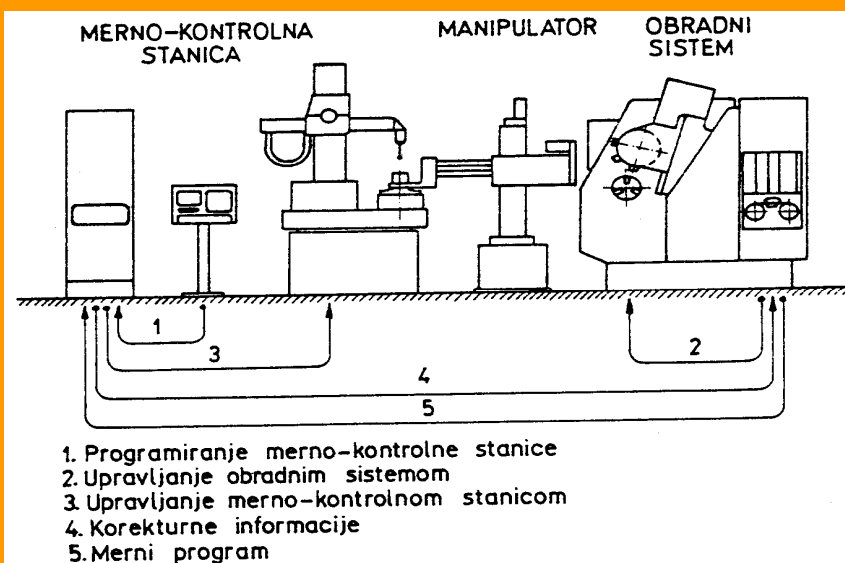 MERNO-KONTROLNA
STANICA
MANIPULATOR
OBRADNI
SISTEM
1
3
2
4
5
1. Programiranje merno-kontrolne stanice
2. Upravljanje obradnim sistemom
3. Upravljanje merno-kontrolnom stanicom
4. Korekturne informacije
5. Merni program